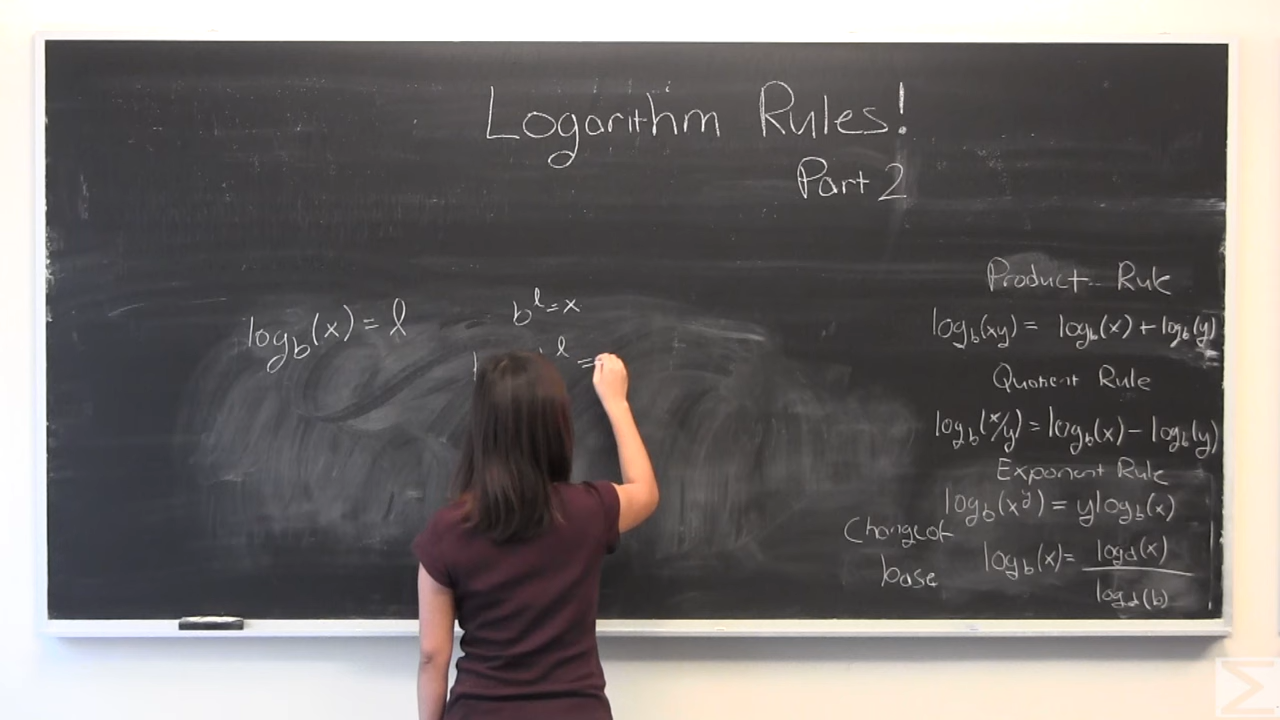 Logarithm Rules!
Part 2
log_b(x) = l
b^l = x
l =
Product Rule
log_b(xy) = log_b(x) + log_b(y)
Quotient Rule
log_b(x/y) = log_b(x) - log_b(y)
Exponent Rule
log_b(x^y) = y log_b(x)
Change of
base
log_b(x) = log_d(x)
log_d(b)
Σ